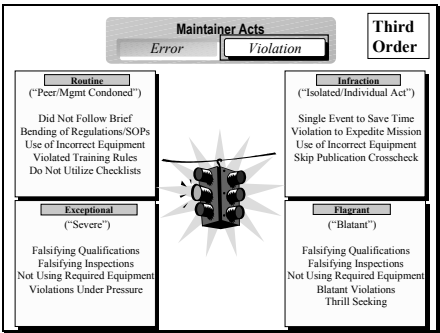 Maintainer Acts
Error
Violation
Third
Order
Routine
("Peer/Mgmt Condoned")
Did Not Follow Brief
Bending of Regulations/SOPs
Use of Incorrect Equipment
Violated Training Rules
Do Not Utilize Checklists
Infraction
("Isolated/Individual Act")
Single Event to Save Time
Violation to Expedite Mission
Use of Incorrect Equipment
Skip Publication Crosscheck
Exceptional
("Severe")
Falsifying Qualifications
Falsifying Inspections
Not Using Required Equipment
Violations Under Pressure
Flagrant
("Blatant")
Falsifying Qualifications
Falsifying Inspections
Not Using Required Equipment
Blatant Violations
Thrill Seeking